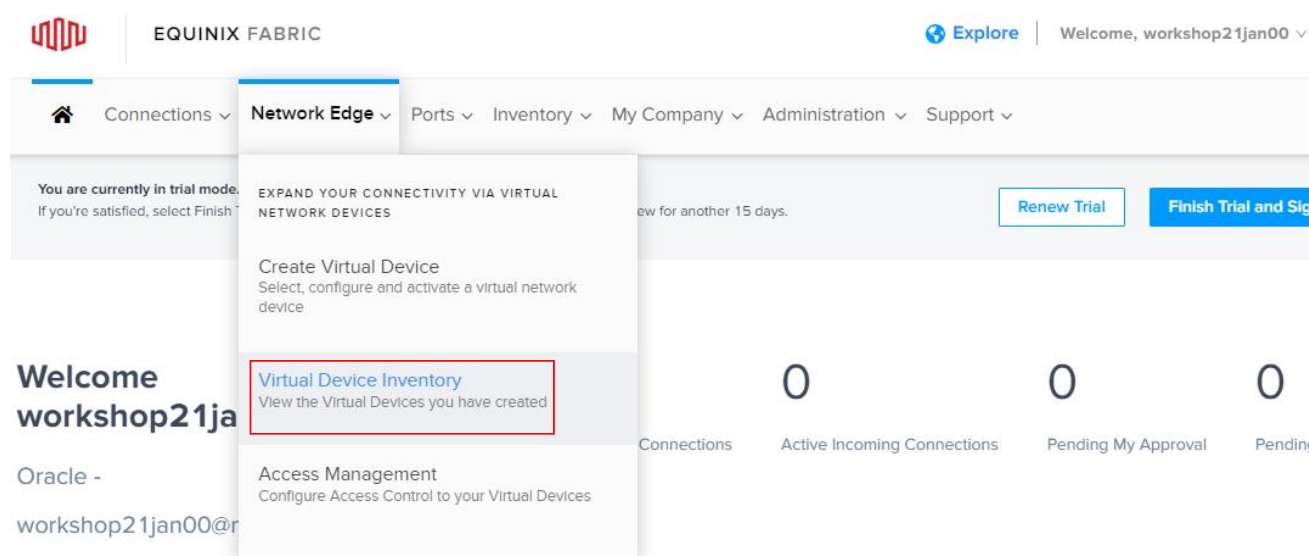 EQUINIX FABRIC
Explore
Welcome, workshop21jan00
Connections
Network Edge
Ports
Inventory
My Company
Administration
Support
You are currently in trial mode.
If you're satisfied, select Finish
for another 15 days.
Renew Trial
Finish Trial and
EXPAND YOUR CONNECTIVITY VIA VIRTUAL
NETWORK DEVICES
Create Virtual Device
Select, configure and activate a virtual network
device
Virtual Device Inventory
View the Virtual Devices you have created
Access Management
Configure Access Control to your Virtual Devices
Welcome
workshop21ja
Oracle -
workshop21jan00@
Connections
0
Active Incoming Connections
0
Pending My Approval
0
Pending